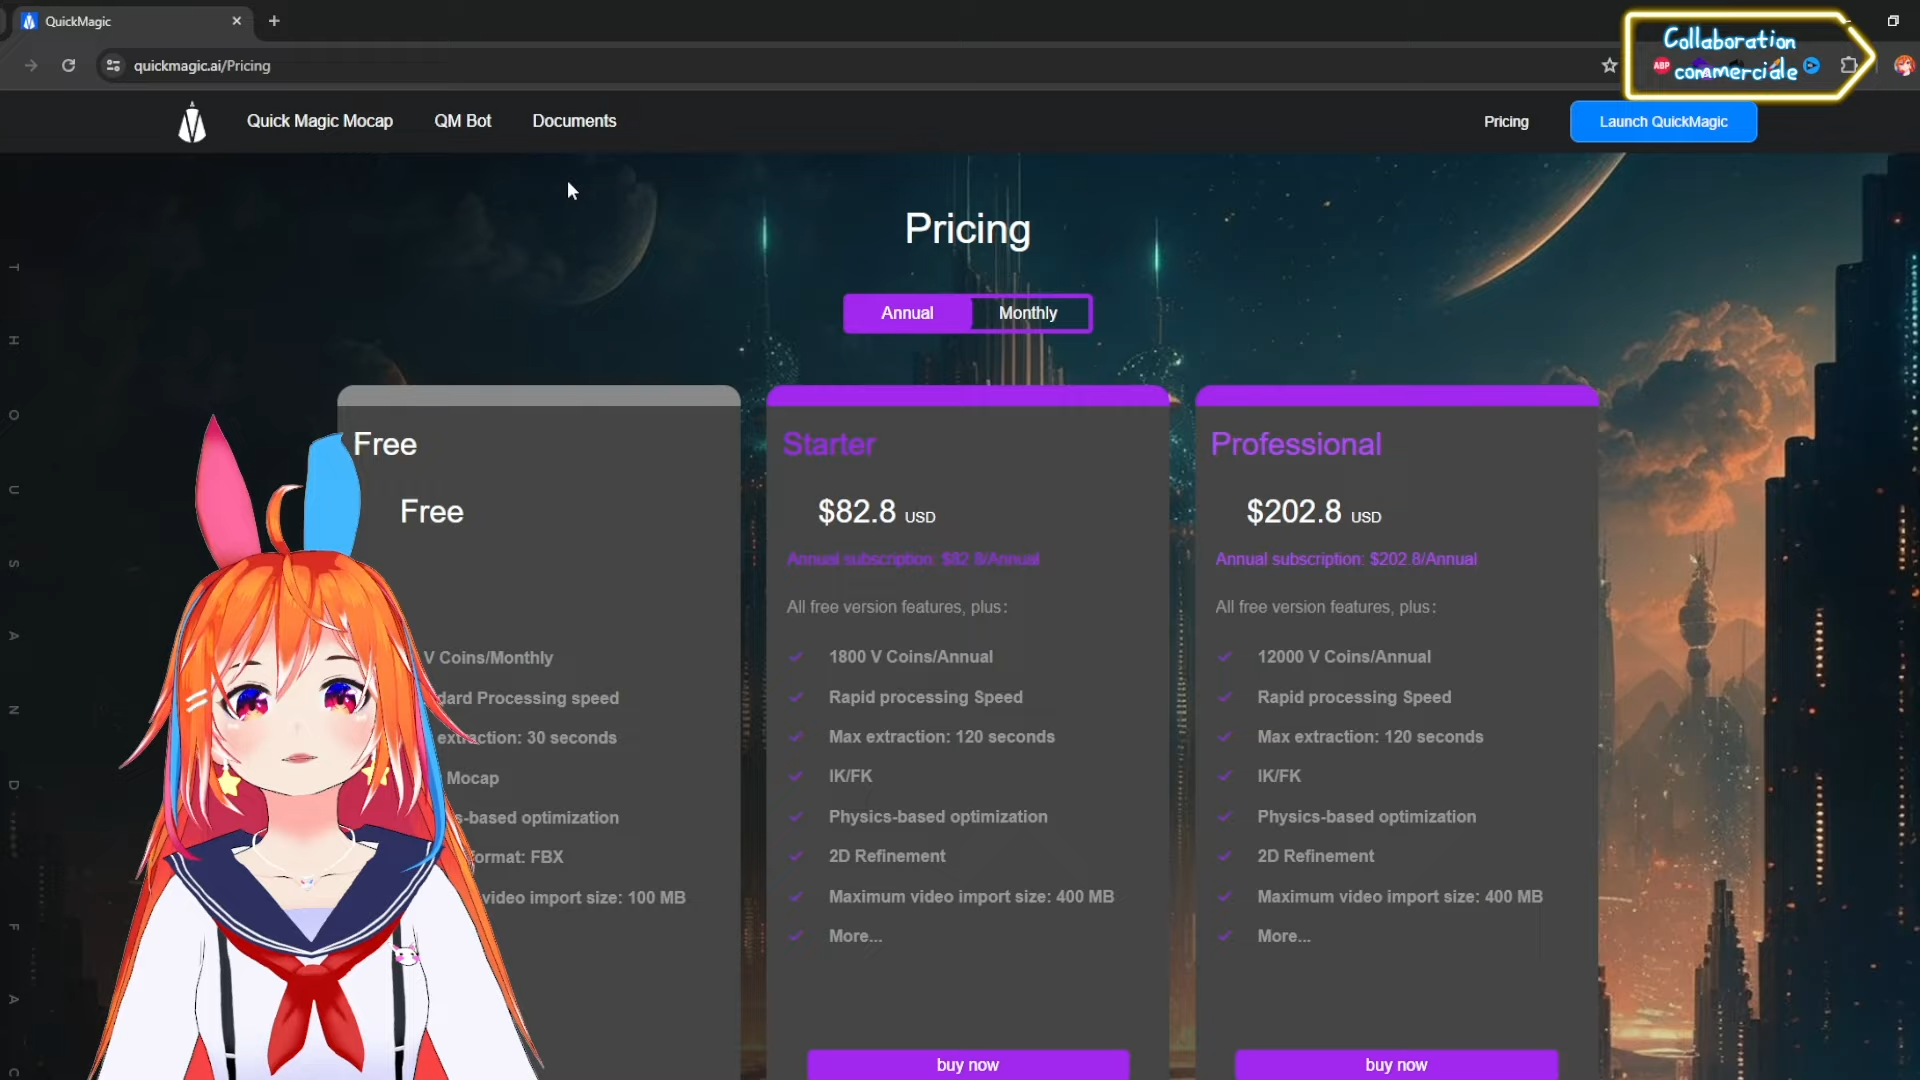 QuickMagic
Collaboration
commerciale
quickmagic.ai/Pricing
ABP
Quick Magic Mocap
QM Bot
Documents
Pricing
Launch QuickMagic
Pricing
Annual
Monthly
Free
Free
V Coins/Monthly
dard Processing speed
extraction: 30 seconds
Mocap
s-based optimization
ormat: FBX
video import size: 100 MB
Starter
$82.8 USD
Annual subscription: $82.8/Annual
All free version features, plus:
1800 V Coins/Annual
Rapid processing Speed
Max extraction: 120 seconds
IK/FK
Physics-based optimization
2D Refinement
Maximum video import size: 400 MB
More...
buy now
Professional
$202.8 USD
Annual subscription: $202.8/Annual
All free version features, plus:
12000 V Coins/Annual
Rapid processing Speed
Max extraction: 120 seconds
IK/FK
Physics-based optimization
2D Refinement
Maximum video import size: 400 MB
More...
buy now
T H O U S A N D F A C